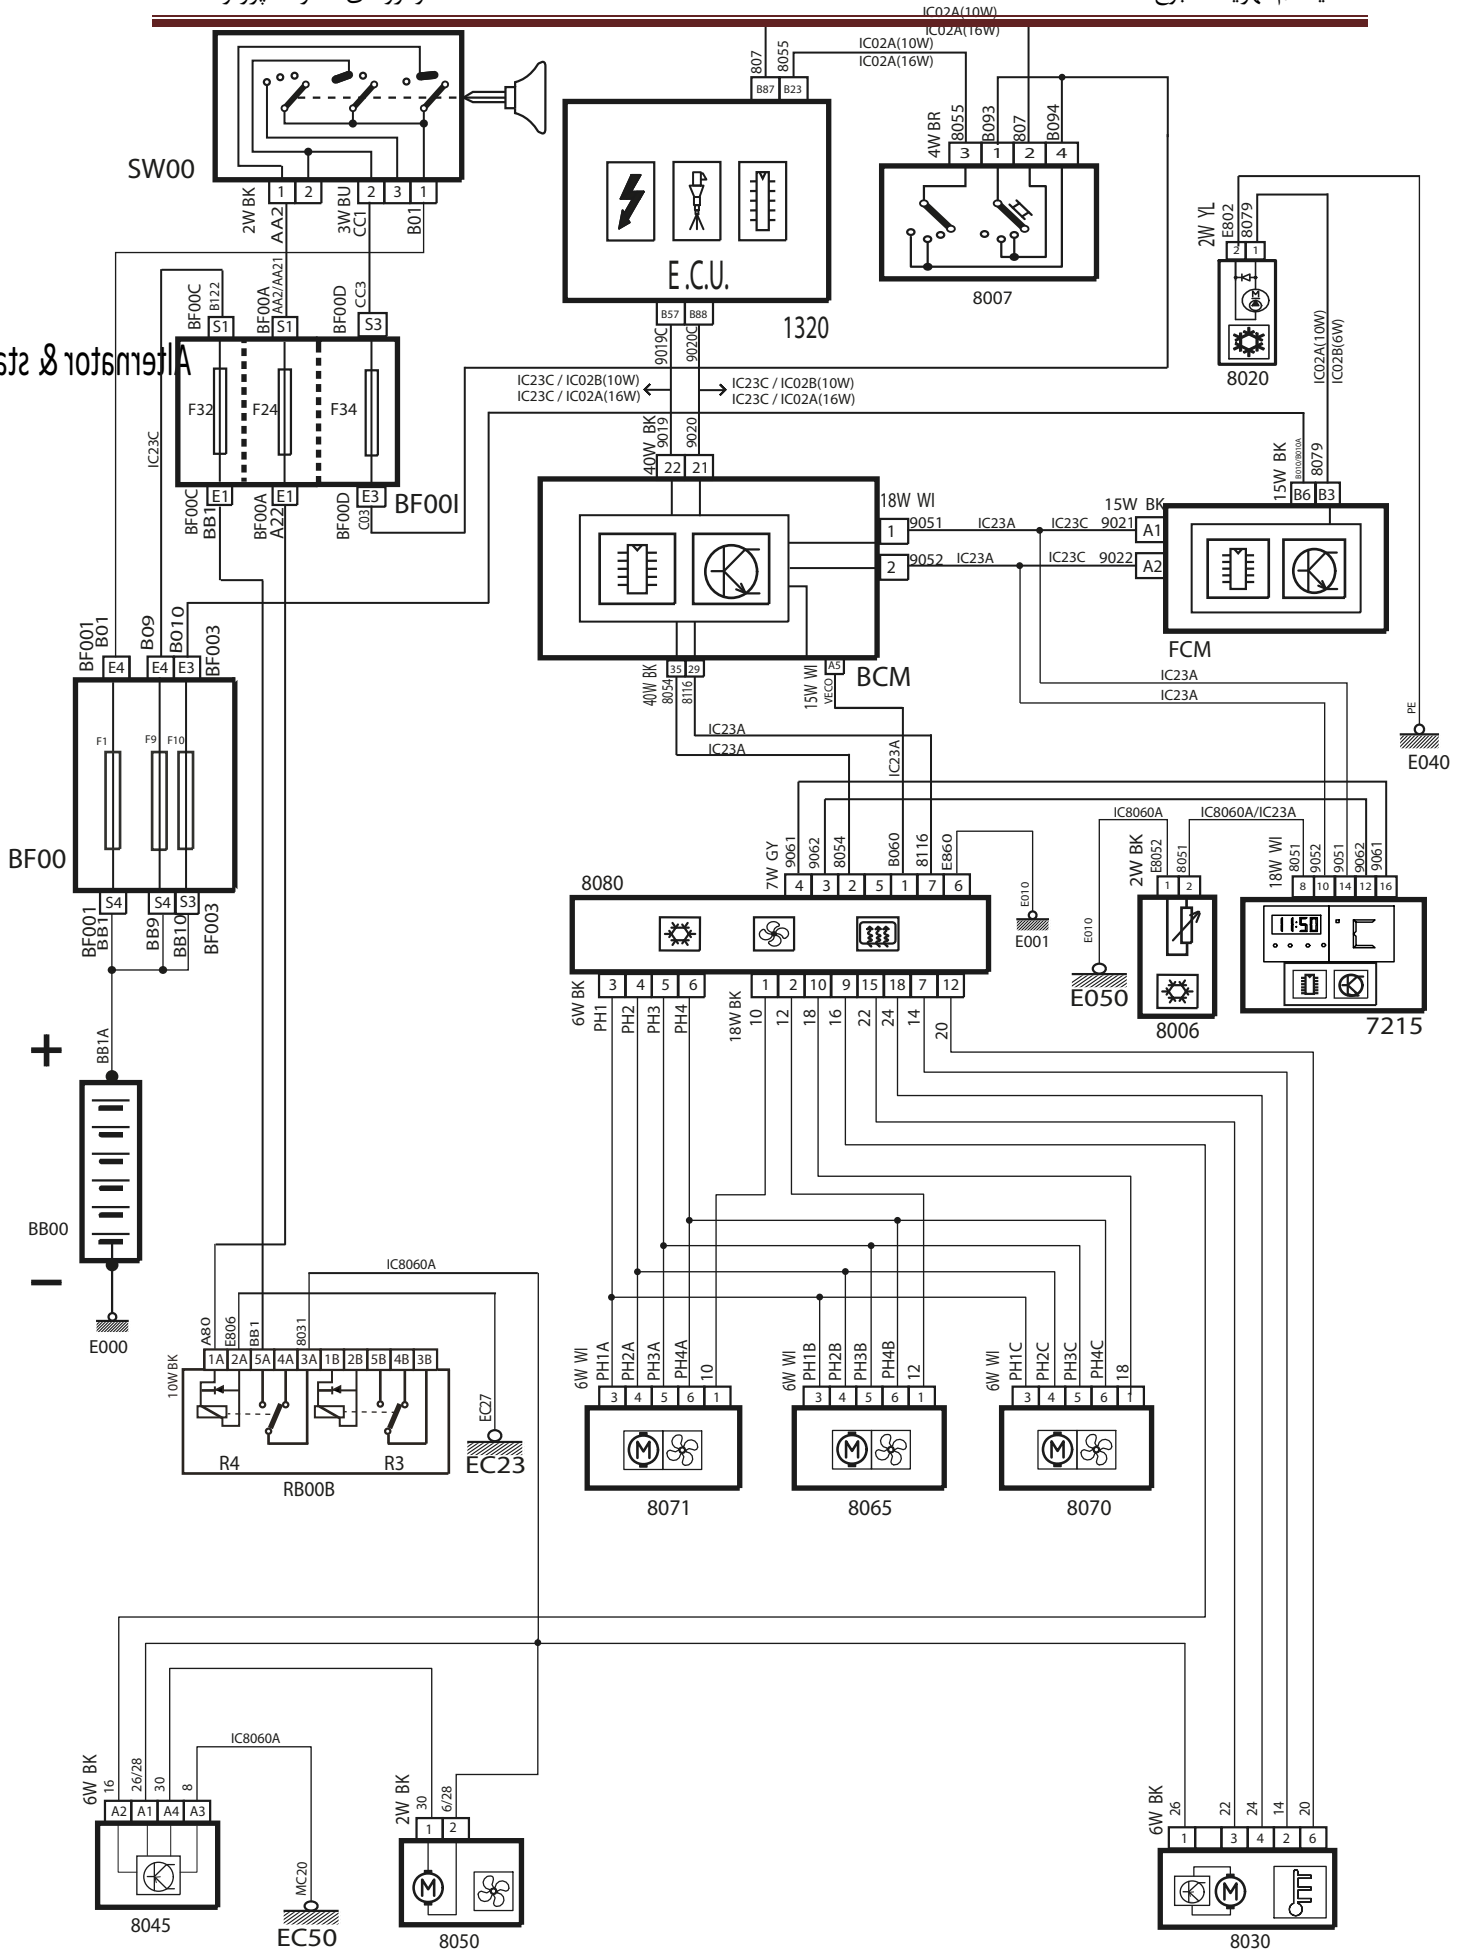 IC02A(10W)
IC02A(16W)
807
8055
IC02A(10W)
IC02A(16W)
B87 B23
4W BR
8055
B093
807
B094
3 1 2 4
SW00
1 2 2 3 1
2W BK
AA2
3W BU
CC1
B01
E.C.U.
1320
8007
2W YL
E802
8079
2 1
8020
IC02A(10W)
IC02B(6W)
BF00C
B122
BF00A
AA2/AA21
BF00D
CC3
S1 S1 S3
B57 B88
9019C
9020C
Alternator & sta
F32 F24 F34
IC23C
IC23C / IC02B(10W)
IC23C / IC02A(16W)
IC23C / IC02B(10W)
IC23C / IC02A(16W)
E1 E1 E3
BF00I
BF00C
BB1
BF00A
A22
BF00D
C03
40W BK
9019
9020
22 21
18W WI
1 9051 IC23A IC23C 9021 A1
2 9052 IC23A IC23C 9022 A2
15W BK
15W BK
B010/B010A
8079
B6 B3
FCM
BCM
35 29 A5
40W BK
8054
8116
15W WI
VECO
IC23A
IC23A
IC23A
IC23A
IC23A
PE
E040
BF001
B01
B09
B010
BF003
E4 E4 E3
F1 F9 F10
BF00
S4 S4 S3
BF001
BB1
BB9
BB10
BF003
8080
7W GY
9061
9062
8054
B060
8116
E860
4 3 2 5 1 7 6
E010
E001
IC8060A
IC8060A/IC23A
2W BK
E8052
8051
1 2
E010
E050
8006
18W WI
8051
9052
9051
9062
9061
8 10 14 12 16
11:50
°C
7215
3 4 5 6 1 2 10 9 15 18 7 12
6W BK
PH1
PH2
PH3
PH4
18W BK
10
12
18
16
22
24
14
20
+
BB1A
BB00
−
E000
IC8060A
A80
E806
BB1
8031
10W BK
1A 2A 5A 4A 3A 1B 2B 5B 4B 3B
R4 R3
RB00B
EC27
EC23
6W WI
PH1A
PH2A
PH3A
PH4A
10
3 4 5 6 1
M
8071
6W WI
PH1B
PH2B
PH3B
PH4B
12
3 4 5 6 1
M
8065
6W WI
PH1C
PH2C
PH3C
PH4C
18
3 4 5 6 1
M
8070
6W BK
16
26/28
30
8
A2 A1 A4 A3
8045
IC8060A
MC20
EC50
2W BK
30
6/28
1 2
M
8050
6W BK
26
22
24
14
20
1 3 4 2 6
M
8030